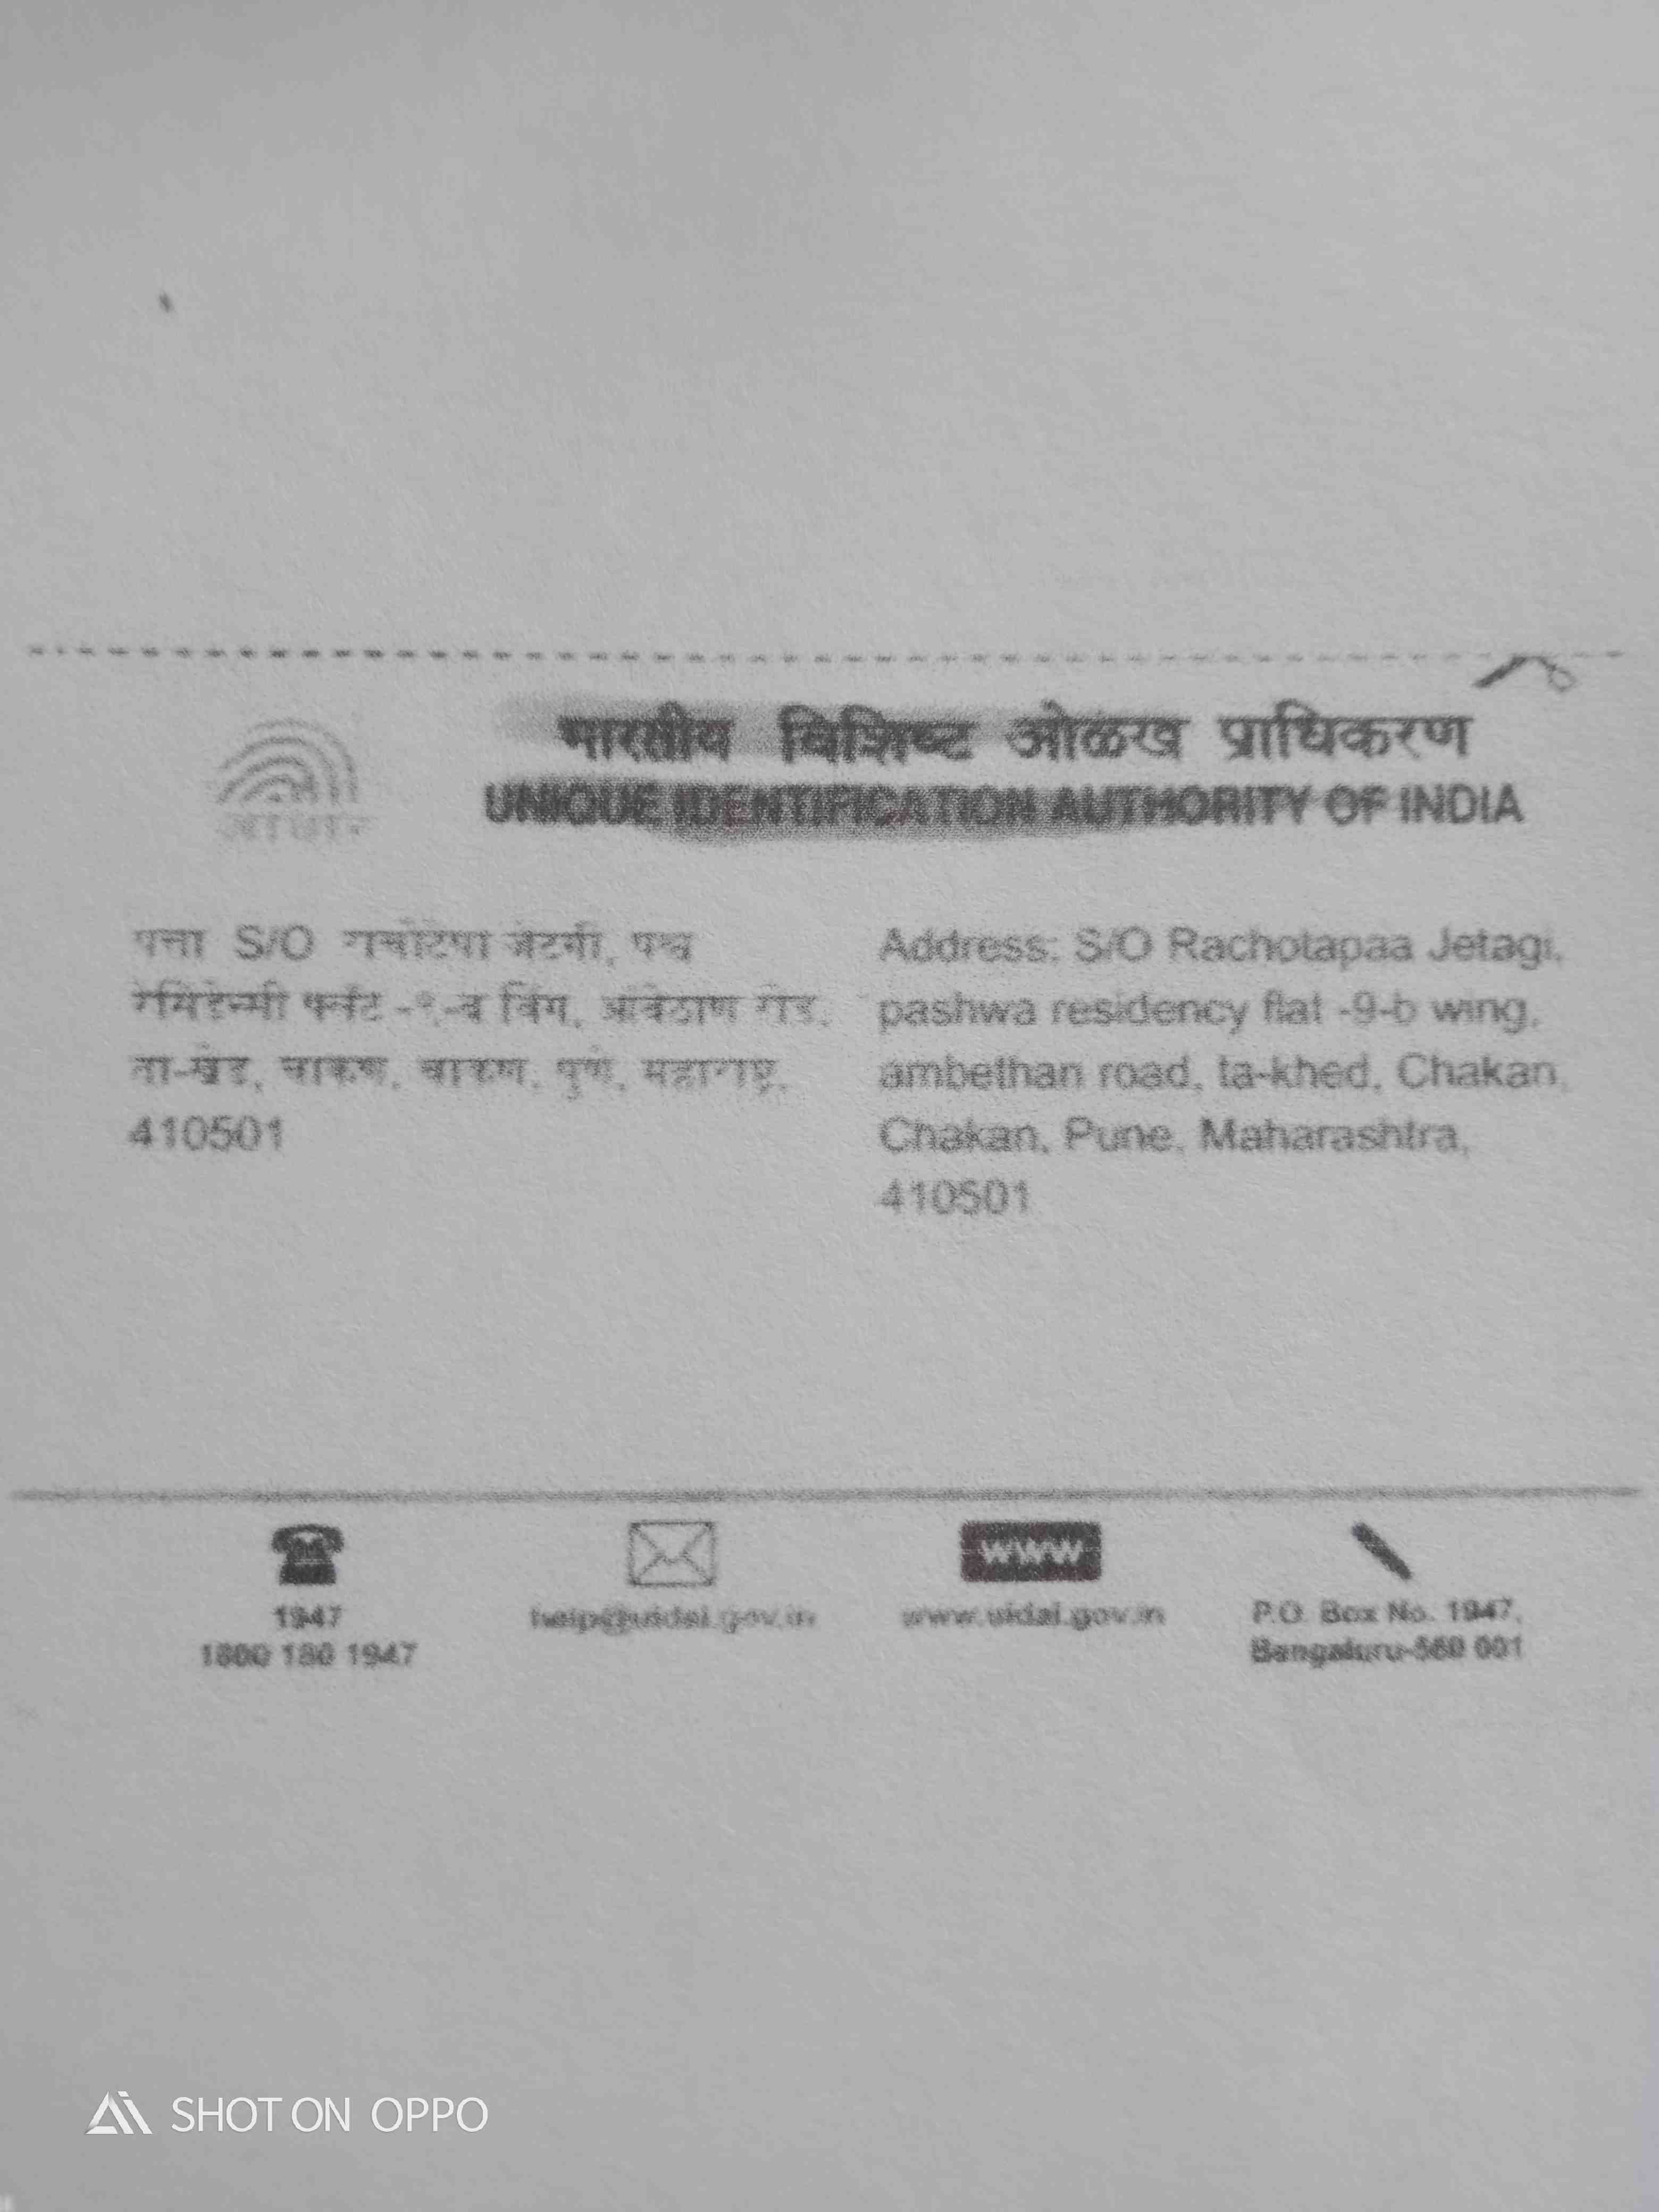 भारतीय विशिष्ट ओळख प्राधिकरण
UNIQUE IDENTIFICATION AUTHORITY OF INDIA
आधार
पत्ता S/O राचोटप्पा जेटगी, पश्व
रेसिडेन्सी फ्लॅट -९-ब विंग, आंबेठाण रोड,
ता-खेड, चाकण, चाकण, पुणे, महाराष्ट्र,
410501
Address: S/O Rachotapaa Jetagi,
pashwa residency flat -9-b wing,
ambethan road, ta-khed, Chakan,
Chakan, Pune, Maharashtra,
410501
1947
1800 180 1947
help@uidai.gov.in
www
www.uidai.gov.in
P.O. Box No. 1947,
Bengaluru-560 001
SHOT ON OPPO